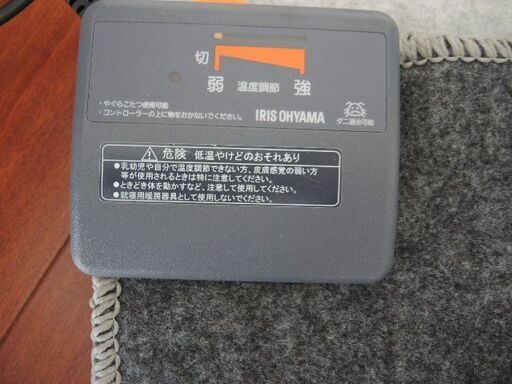 切
弱 温度調節 強
・やぐらこたつ使用可能
・コントローラーの上に物をおかないでください。
IRIS OHYAMA
ダニ退治可能
危険 低温やけどのおそれあり
●乳幼児や自分で温度調節できない方、皮膚感覚の弱い方
等が使用されるときは特に注意してください。
●ときどき体を動かすなど、注意して使用してください。
●就寝用暖房器具として使用しないでください。